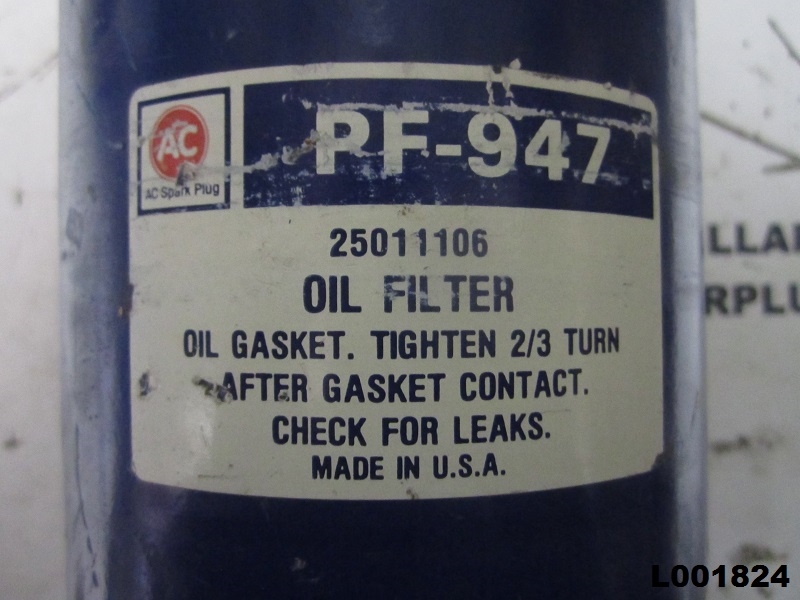 AC
AC Spark Plug
PF-947
25011106
OIL FILTER
OIL GASKET. TIGHTEN 2/3 TURN
AFTER GASKET CONTACT.
CHECK FOR LEAKS.
MADE IN U.S.A.
L001824